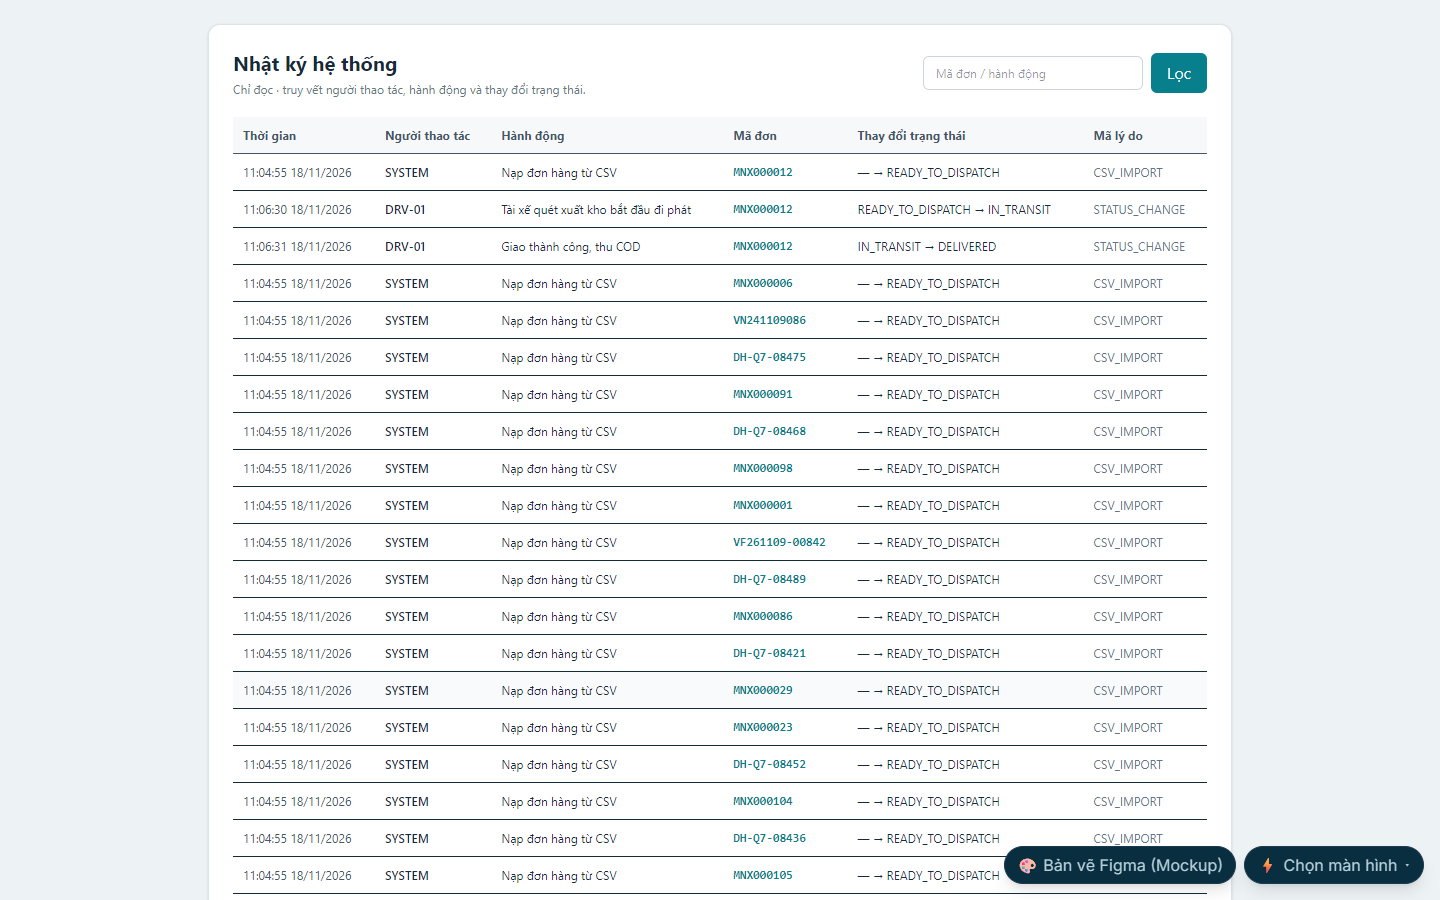 Nhật ký hệ thống
Chỉ đọc · truy vết người thao tác, hành động và thay đổi trạng thái.
Mã đơn / hành động
Lọc
Thời gian Người thao tác Hành động Mã đơn Thay đổi trạng thái Mã lý do
11:04:55 18/11/2026 SYSTEM Nạp đơn hàng từ CSV MNX000012 — → READY_TO_DISPATCH CSV_IMPORT
11:06:30 18/11/2026 DRV-01 Tài xế quét xuất kho bắt đầu đi phát MNX000012 READY_TO_DISPATCH → IN_TRANSIT STATUS_CHANGE
11:06:31 18/11/2026 DRV-01 Giao thành công, thu COD MNX000012 IN_TRANSIT → DELIVERED STATUS_CHANGE
11:04:55 18/11/2026 SYSTEM Nạp đơn hàng từ CSV MNX000006 — → READY_TO_DISPATCH CSV_IMPORT
11:04:55 18/11/2026 SYSTEM Nạp đơn hàng từ CSV VN241109086 — → READY_TO_DISPATCH CSV_IMPORT
11:04:55 18/11/2026 SYSTEM Nạp đơn hàng từ CSV DH-Q7-08475 — → READY_TO_DISPATCH CSV_IMPORT
11:04:55 18/11/2026 SYSTEM Nạp đơn hàng từ CSV MNX000091 — → READY_TO_DISPATCH CSV_IMPORT
11:04:55 18/11/2026 SYSTEM Nạp đơn hàng từ CSV DH-Q7-08468 — → READY_TO_DISPATCH CSV_IMPORT
11:04:55 18/11/2026 SYSTEM Nạp đơn hàng từ CSV MNX000098 — → READY_TO_DISPATCH CSV_IMPORT
11:04:55 18/11/2026 SYSTEM Nạp đơn hàng từ CSV MNX000001 — → READY_TO_DISPATCH CSV_IMPORT
11:04:55 18/11/2026 SYSTEM Nạp đơn hàng từ CSV VF261109-00842 — → READY_TO_DISPATCH CSV_IMPORT
11:04:55 18/11/2026 SYSTEM Nạp đơn hàng từ CSV DH-Q7-08489 — → READY_TO_DISPATCH CSV_IMPORT
11:04:55 18/11/2026 SYSTEM Nạp đơn hàng từ CSV MNX000086 — → READY_TO_DISPATCH CSV_IMPORT
11:04:55 18/11/2026 SYSTEM Nạp đơn hàng từ CSV DH-Q7-08421 — → READY_TO_DISPATCH CSV_IMPORT
11:04:55 18/11/2026 SYSTEM Nạp đơn hàng từ CSV MNX000029 — → READY_TO_DISPATCH CSV_IMPORT
11:04:55 18/11/2026 SYSTEM Nạp đơn hàng từ CSV MNX000023 — → READY_TO_DISPATCH CSV_IMPORT
11:04:55 18/11/2026 SYSTEM Nạp đơn hàng từ CSV DH-Q7-08452 — → READY_TO_DISPATCH CSV_IMPORT
11:04:55 18/11/2026 SYSTEM Nạp đơn hàng từ CSV MNX000104 — → READY_TO_DISPATCH CSV_IMPORT
11:04:55 18/11/2026 SYSTEM Nạp đơn hàng từ CSV DH-Q7-08436 — → READY_TO_DISPATCH CSV_IMPORT
11:04:55 18/11/2026 SYSTEM Nạp đơn hàng từ CSV MNX000105 — → READY_TO_DISPATCH
Bản vẽ Figma (Mockup)
Chọn màn hình ·